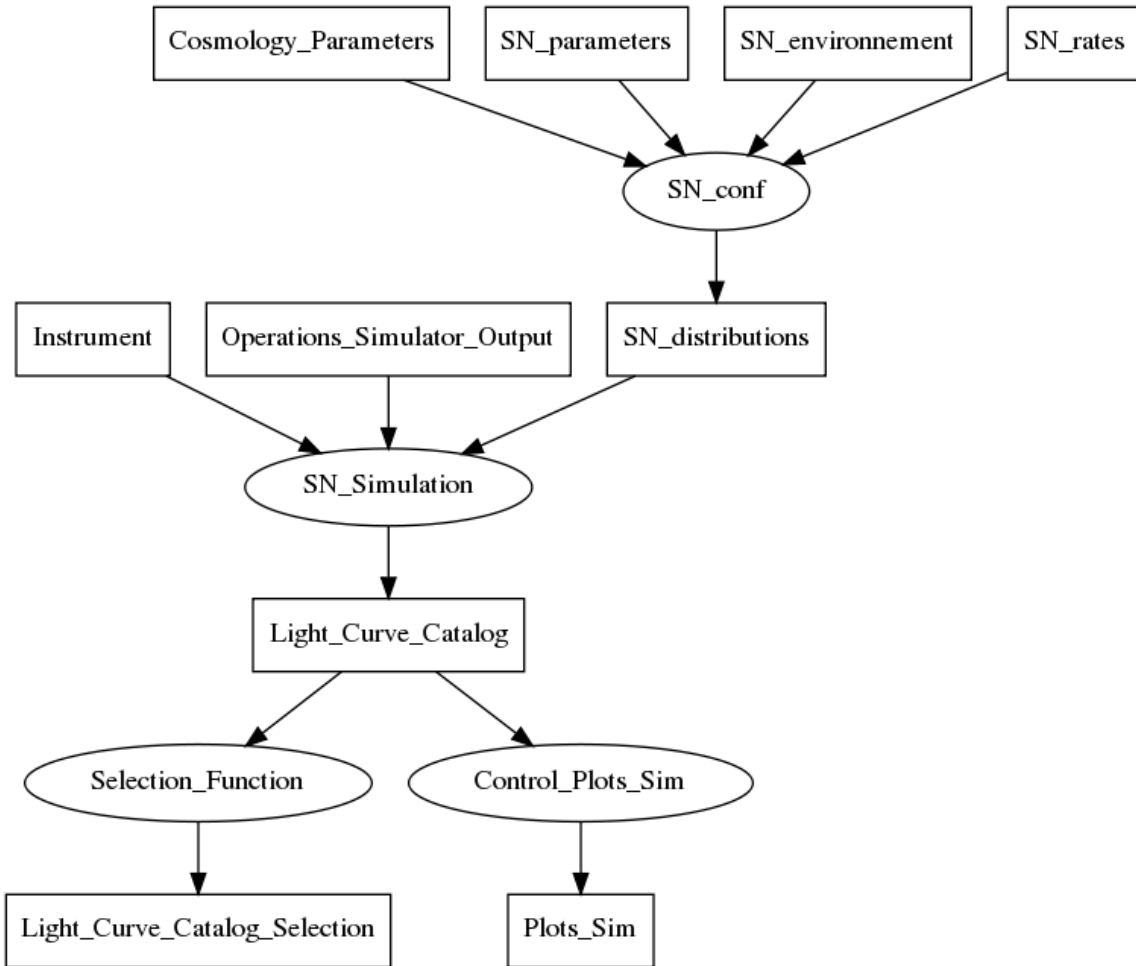 Cosmology_Parameters
SN_parameters
SN_environnement
SN_rates
SN_conf
Instrument
Operations_Simulator_Output
SN_distributions
SN_Simulation
Light_Curve_Catalog
Selection_Function
Control_Plots_Sim
Light_Curve_Catalog_Selection
Plots_Sim